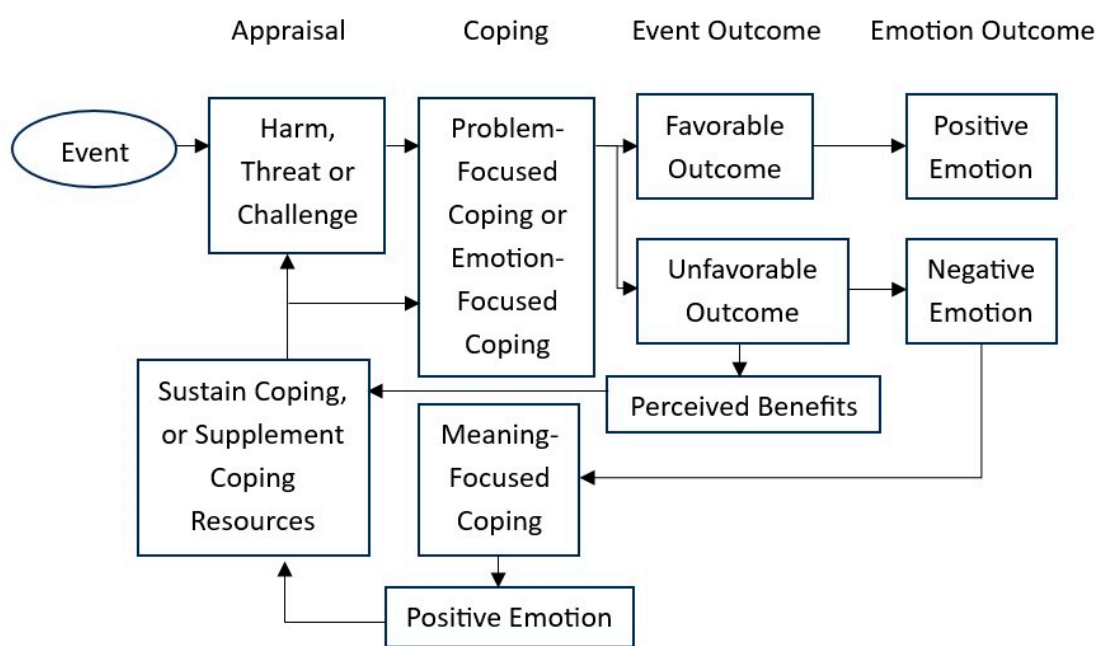 Appraisal
Coping
Event Outcome
Emotion Outcome
Event
Harm,
Threat or
Challenge
Problem-
Focused
Coping or
Emotion-
Focused
Coping
Favorable
Outcome
Positive
Emotion
Unfavorable
Outcome
Negative
Emotion
Perceived Benefits
Sustain Coping,
or Supplement
Coping
Resources
Meaning-
Focused
Coping
Positive Emotion